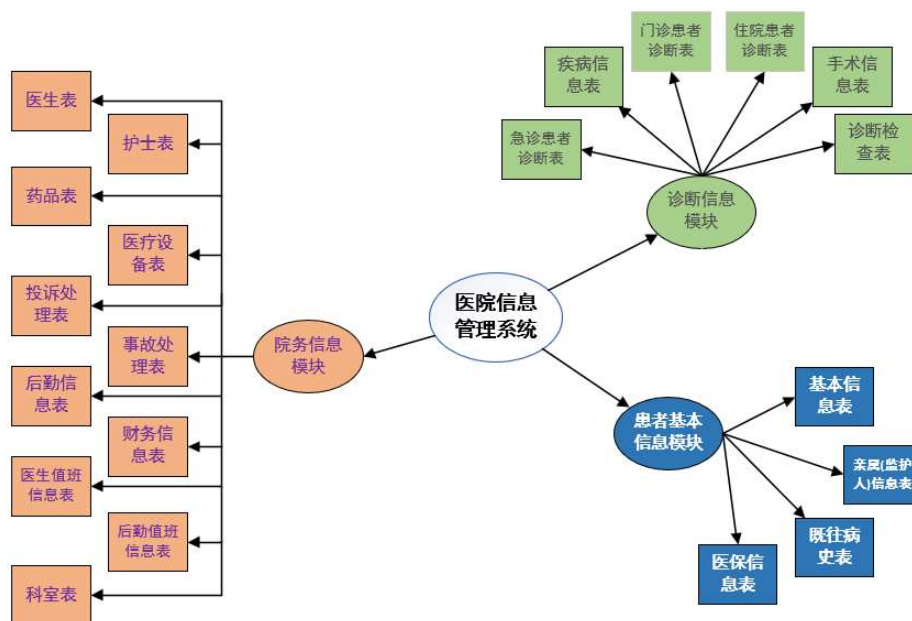 门诊患者
诊断表
住院患者
诊断表
疾病信
息表
手术信
息表
急诊患者
诊断表
诊断检
查表
诊断信息
模块
医院信息
管理系统
医生表
护士表
药品表
医疗设
备表
投诉处
理表
事故处
理表
后勤信
息表
财务信
息表
医生值班
信息表
后勤值班
信息表
科室表
院务信息
模块
患者基本
信息模块
基本信
息表
亲属(监护
人)信息表
既往病
史表
医保信
息表